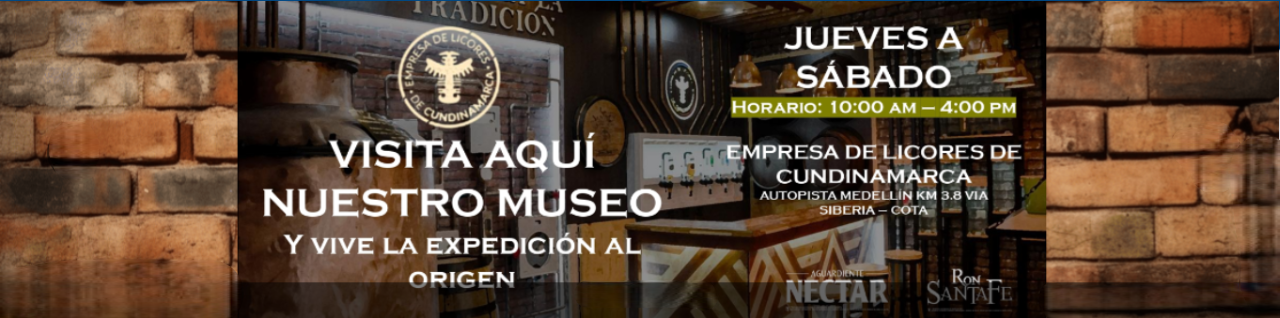 TRADICIÓN
EMPRESA DE LICORES
DE CUNDINAMARCA
VISITA AQUÍ
NUESTRO MUSEO
Y VIVE LA EXPEDICIÓN AL
ORIGEN
JUEVES A
SÁBADO
HORARIO: 10:00 AM – 4:00 PM
EMPRESA DE LICORES DE
CUNDINAMARCA
AUTOPISTA MEDELLÍN KM 3.8 VIA
SIBERIA – COTA
AGUARDIENTE
NECTAR
RON
SANTAFE